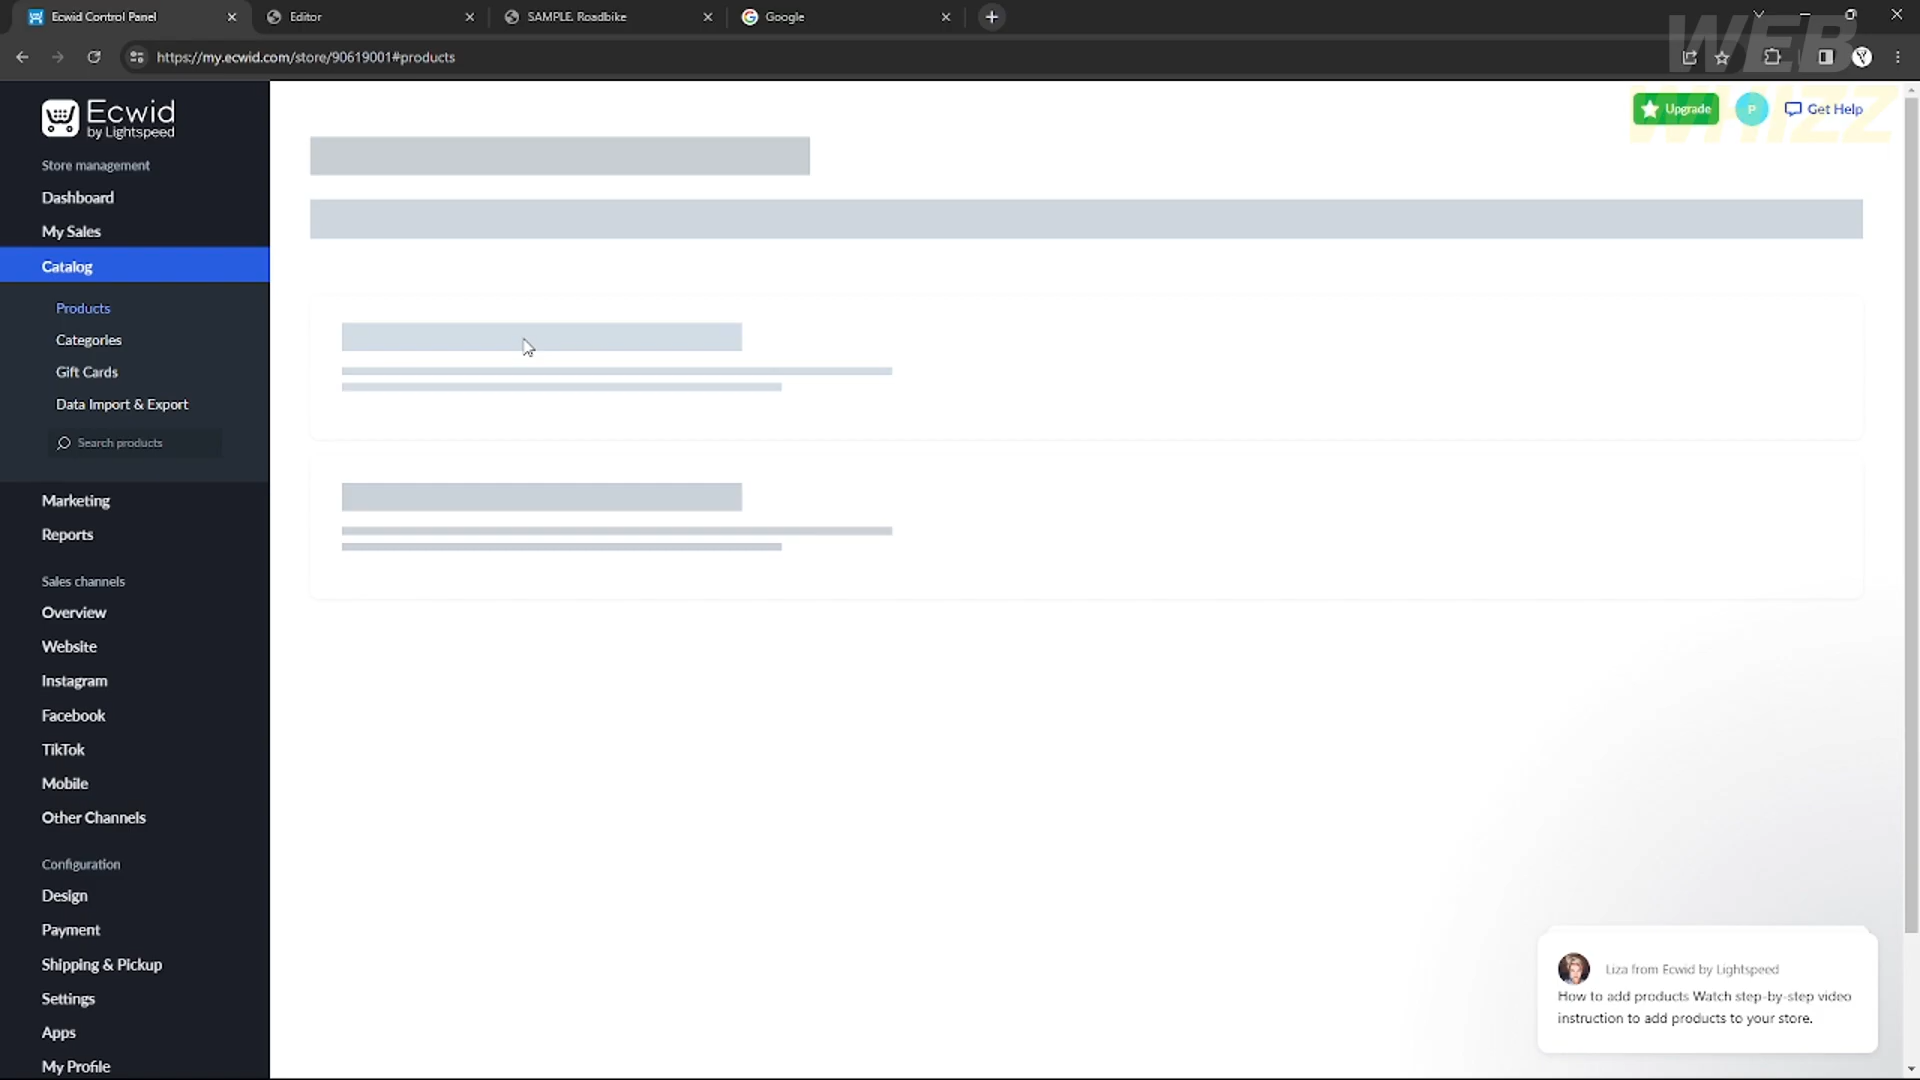 Ecwid Control Panel
Editor
SAMPLE. Roadbike
Google
https://my.ecwid.com/store/90619001#products
WEB
WHIZZ
Ecwid
by Lightspeed
Upgrade
P
Get Help
Store management
Dashboard
My Sales
Catalog
Products
Categories
Gift Cards
Data Import & Export
Search products
Marketing
Reports
Sales channels
Overview
Website
Instagram
Facebook
TikTok
Mobile
Other Channels
Configuration
Design
Payment
Shipping & Pickup
Settings
Apps
My Profile
Liza from Ecwid by Lightspeed
How to add products Watch step-by-step video
instruction to add products to your store.